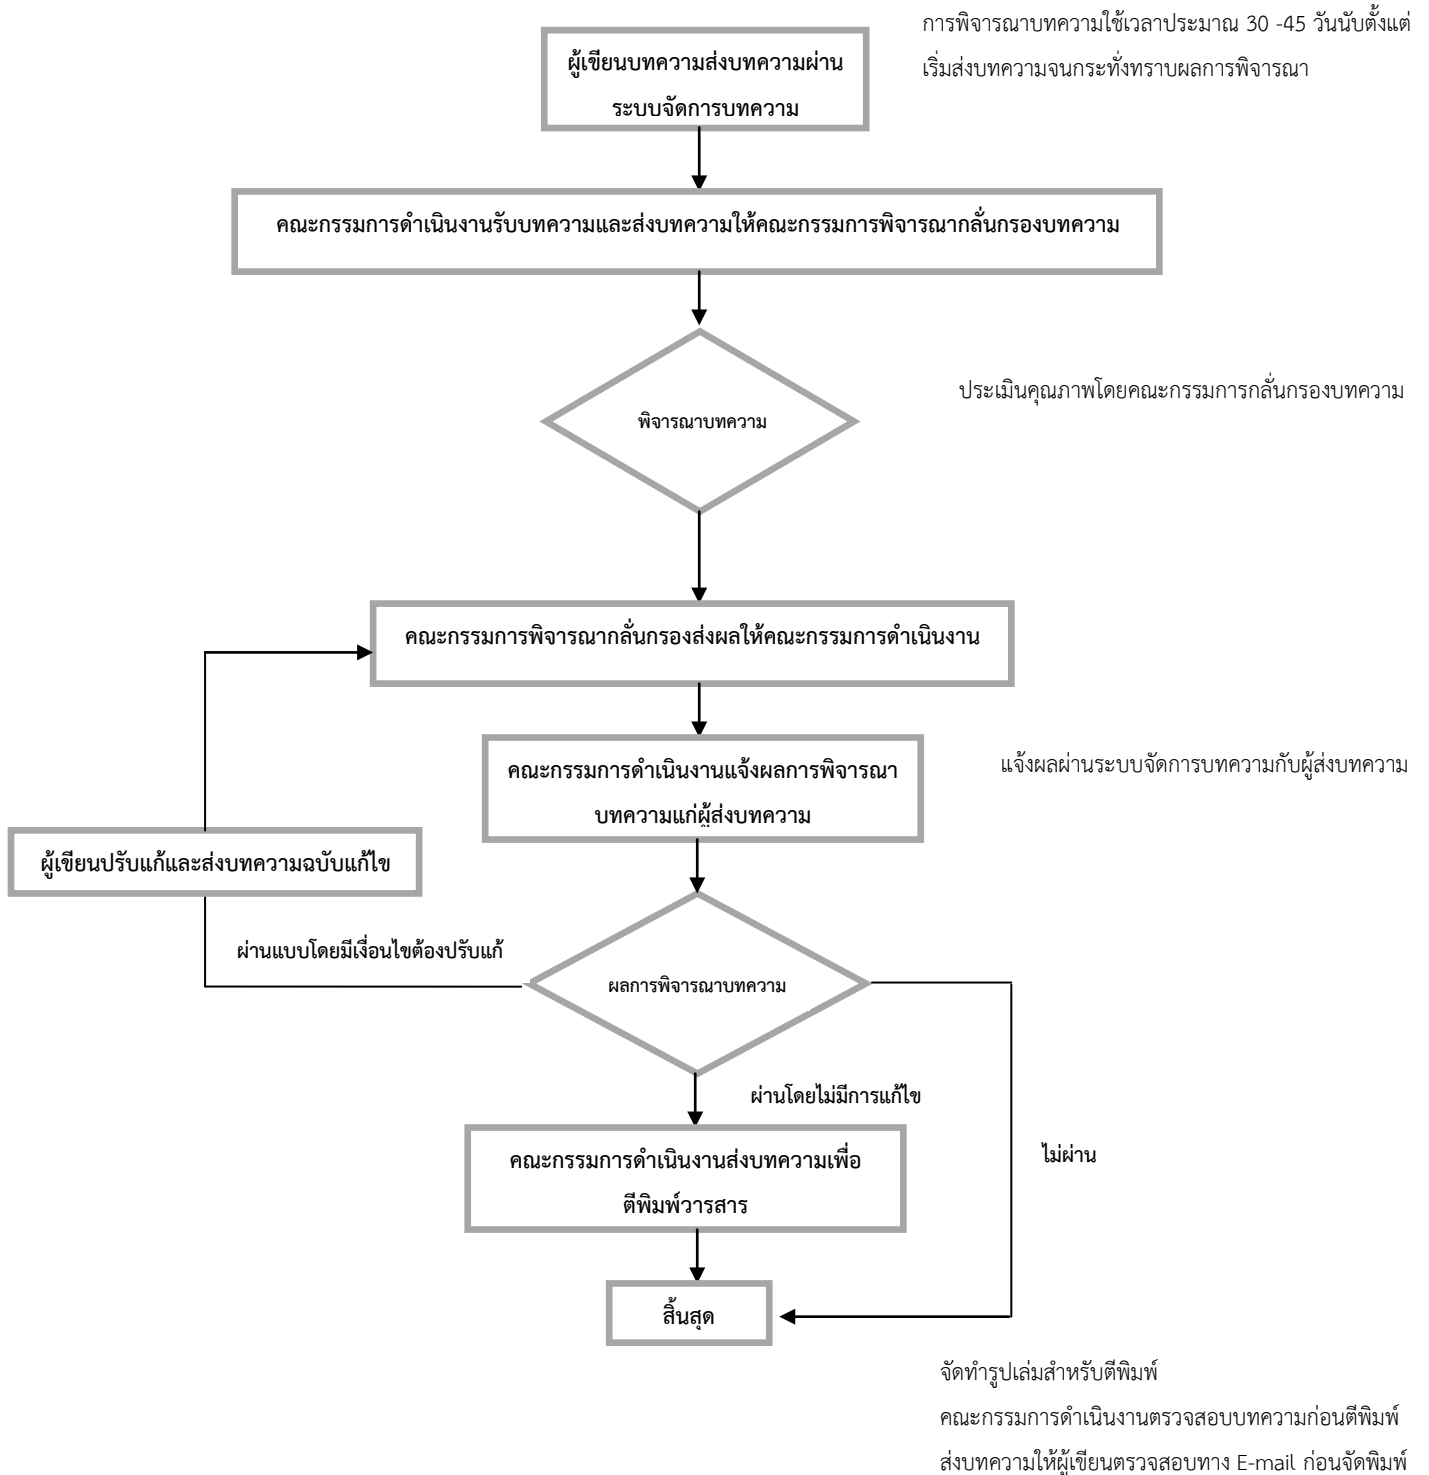 การพิจารณาบทความใช้เวลาประมาณ 30 -45 วันนับตั้งแต่
เริ่มส่งบทความจนกระทั่งทราบผลการพิจารณา
ผู้เขียนบทความส่งบทความผ่าน
ระบบจัดการบทความ
คณะกรรมการดำเนินงานรับบทความและส่งบทความให้คณะกรรมการพิจารณากลั่นกรองบทความ
ประเมินคุณภาพโดยคณะกรรมการกลั่นกรองบทความ
พิจารณาบทความ
คณะกรรมการพิจารณากลั่นกรองส่งผลให้คณะกรรมการดำเนินงาน
คณะกรรมการดำเนินงานแจ้งผลการพิจารณา
บทความแก่ผู้ส่งบทความ
แจ้งผลผ่านระบบจัดการบทความกับผู้ส่งบทความ
ผู้เขียนปรับแก้และส่งบทความฉบับแก้ไข
ผ่านแบบโดยมีเงื่อนไขต้องปรับแก้
ผลการพิจารณาบทความ
ผ่านโดยไม่มีการแก้ไข
คณะกรรมการดำเนินงานส่งบทความเพื่อ
ตีพิมพ์วารสาร
ไม่ผ่าน
สิ้นสุด
จัดทำรูปเล่มสำหรับตีพิมพ์
คณะกรรมการดำเนินงานตรวจสอบบทความก่อนตีพิมพ์
ส่งบทความให้ผู้เขียนตรวจสอบทาง E-mail ก่อนจัดพิมพ์